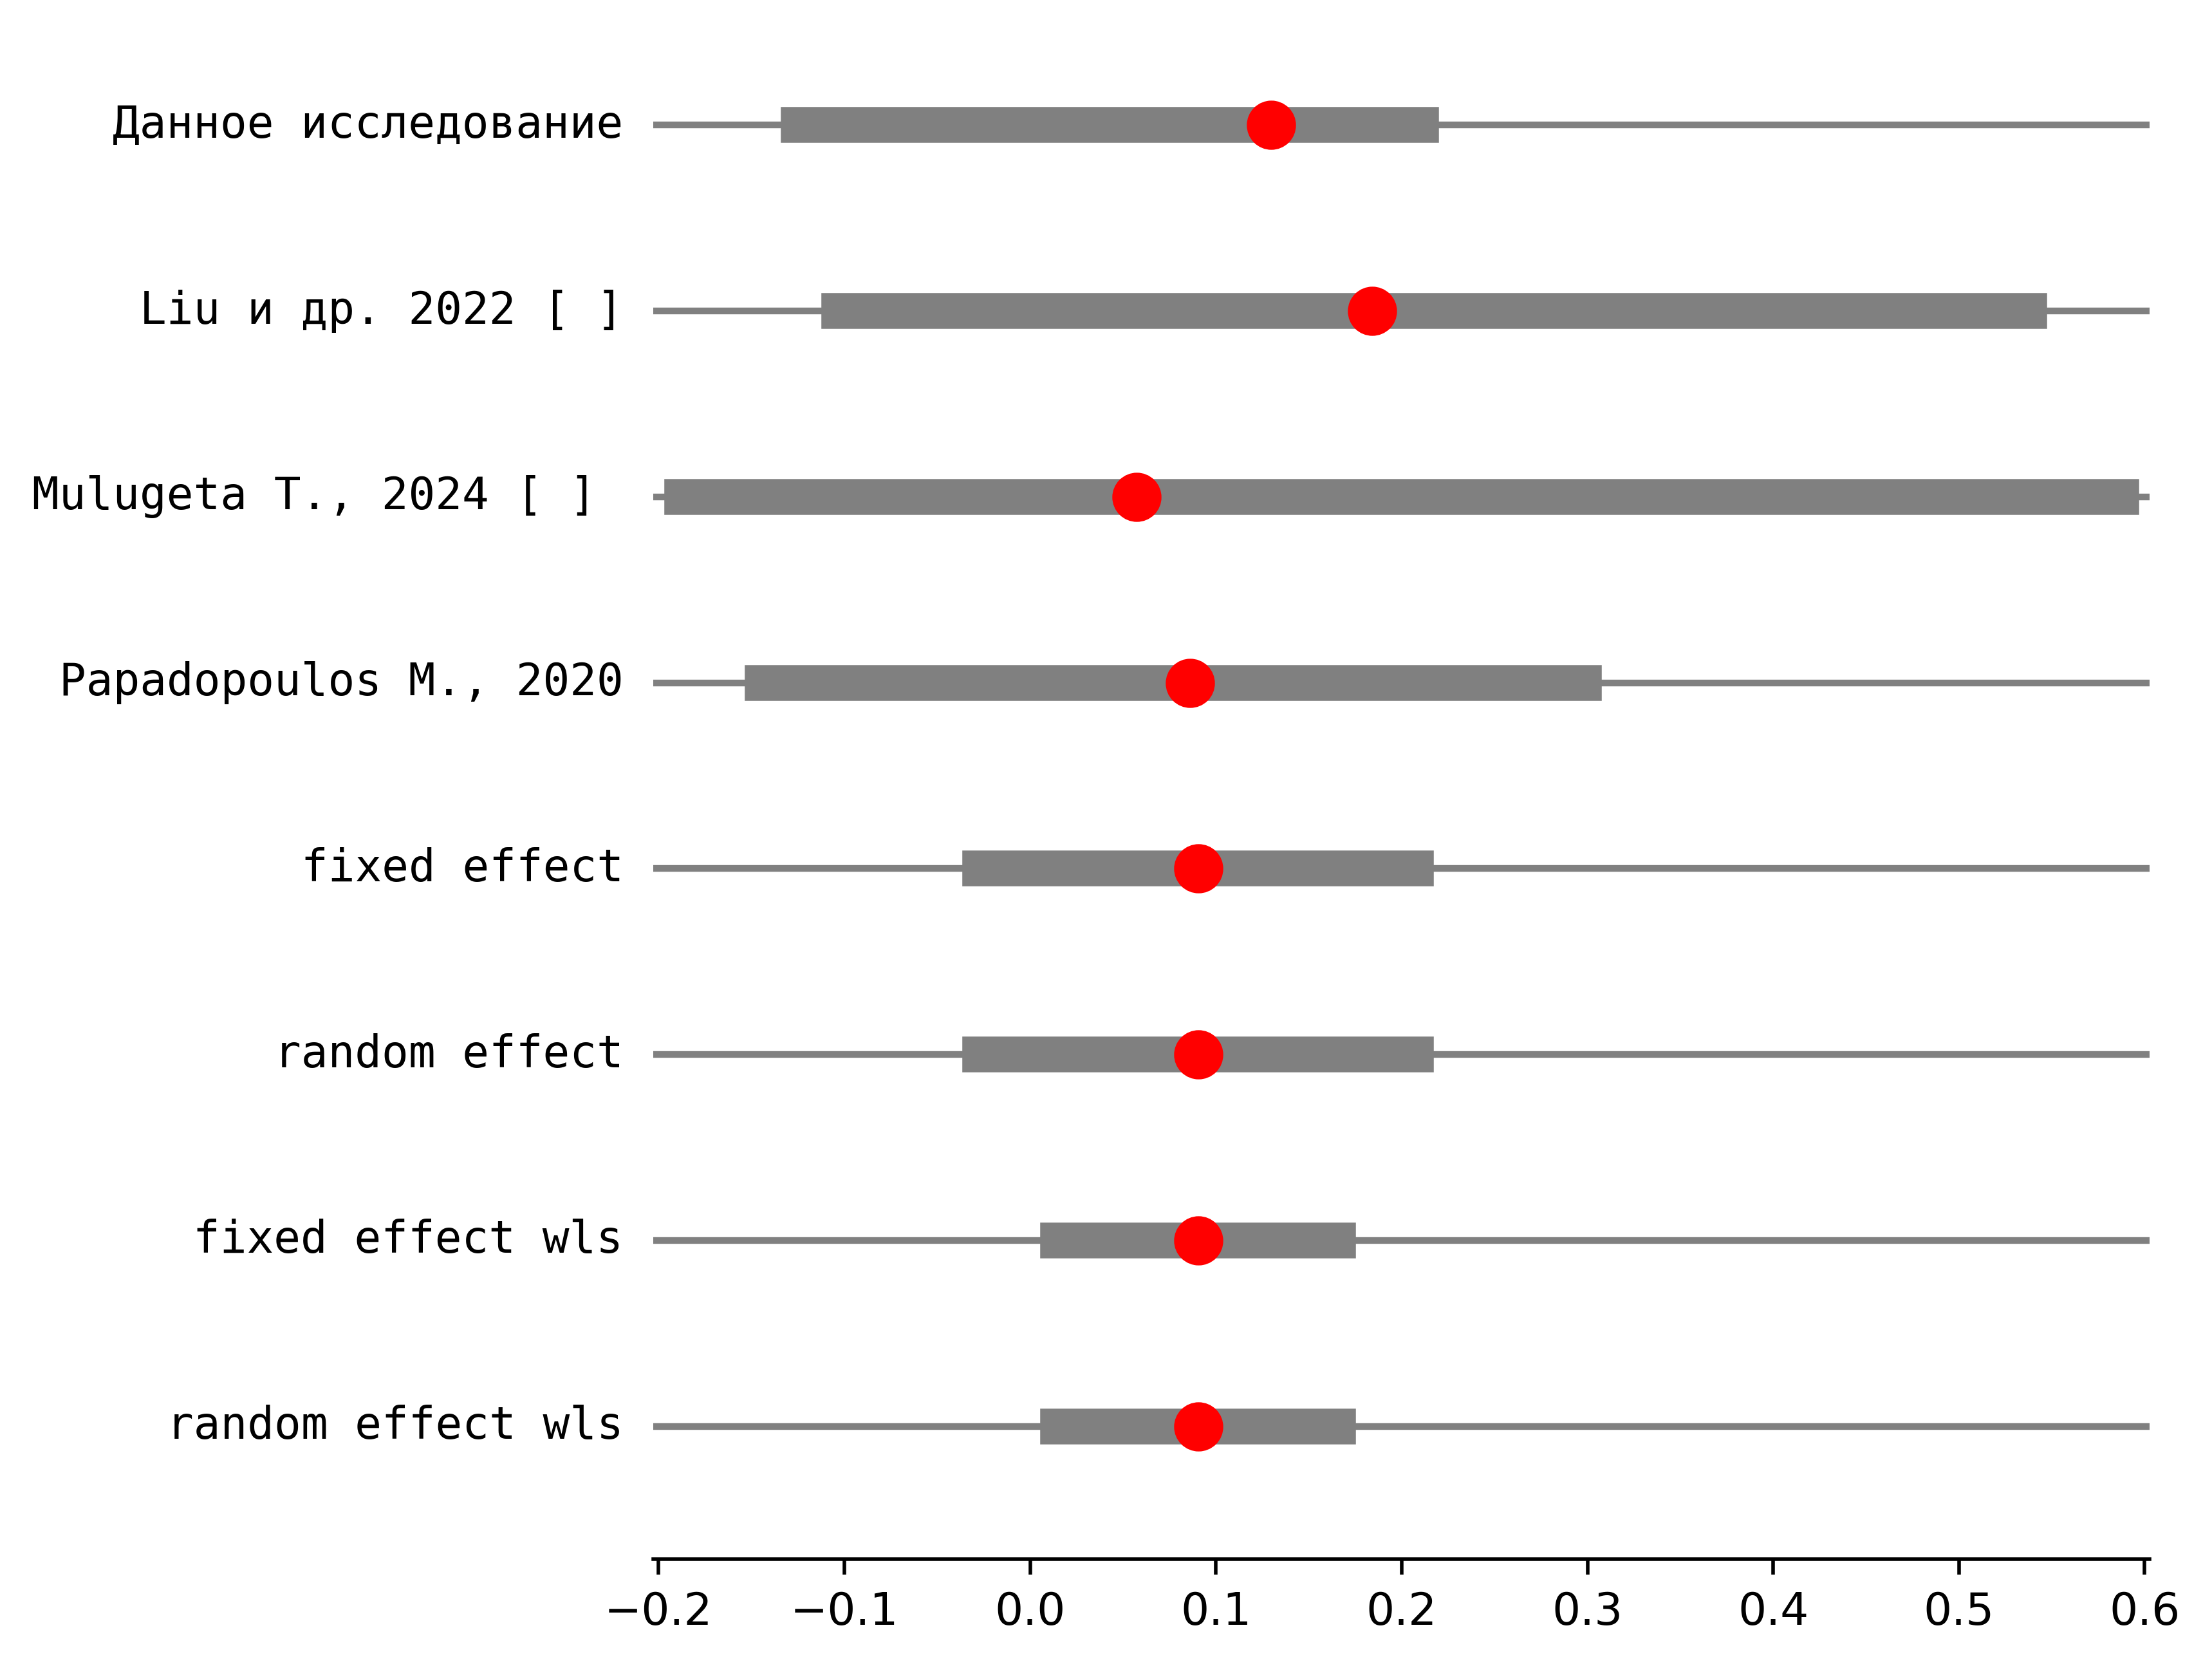 Данное исследование
Liu и др. 2022 [ ]
Mulugeta T., 2024 [ ]
Papadopoulos M., 2020
fixed effect
random effect
fixed effect wls
random effect wls
−0.2 −0.1 0.0 0.1 0.2 0.3 0.4 0.5 0.6